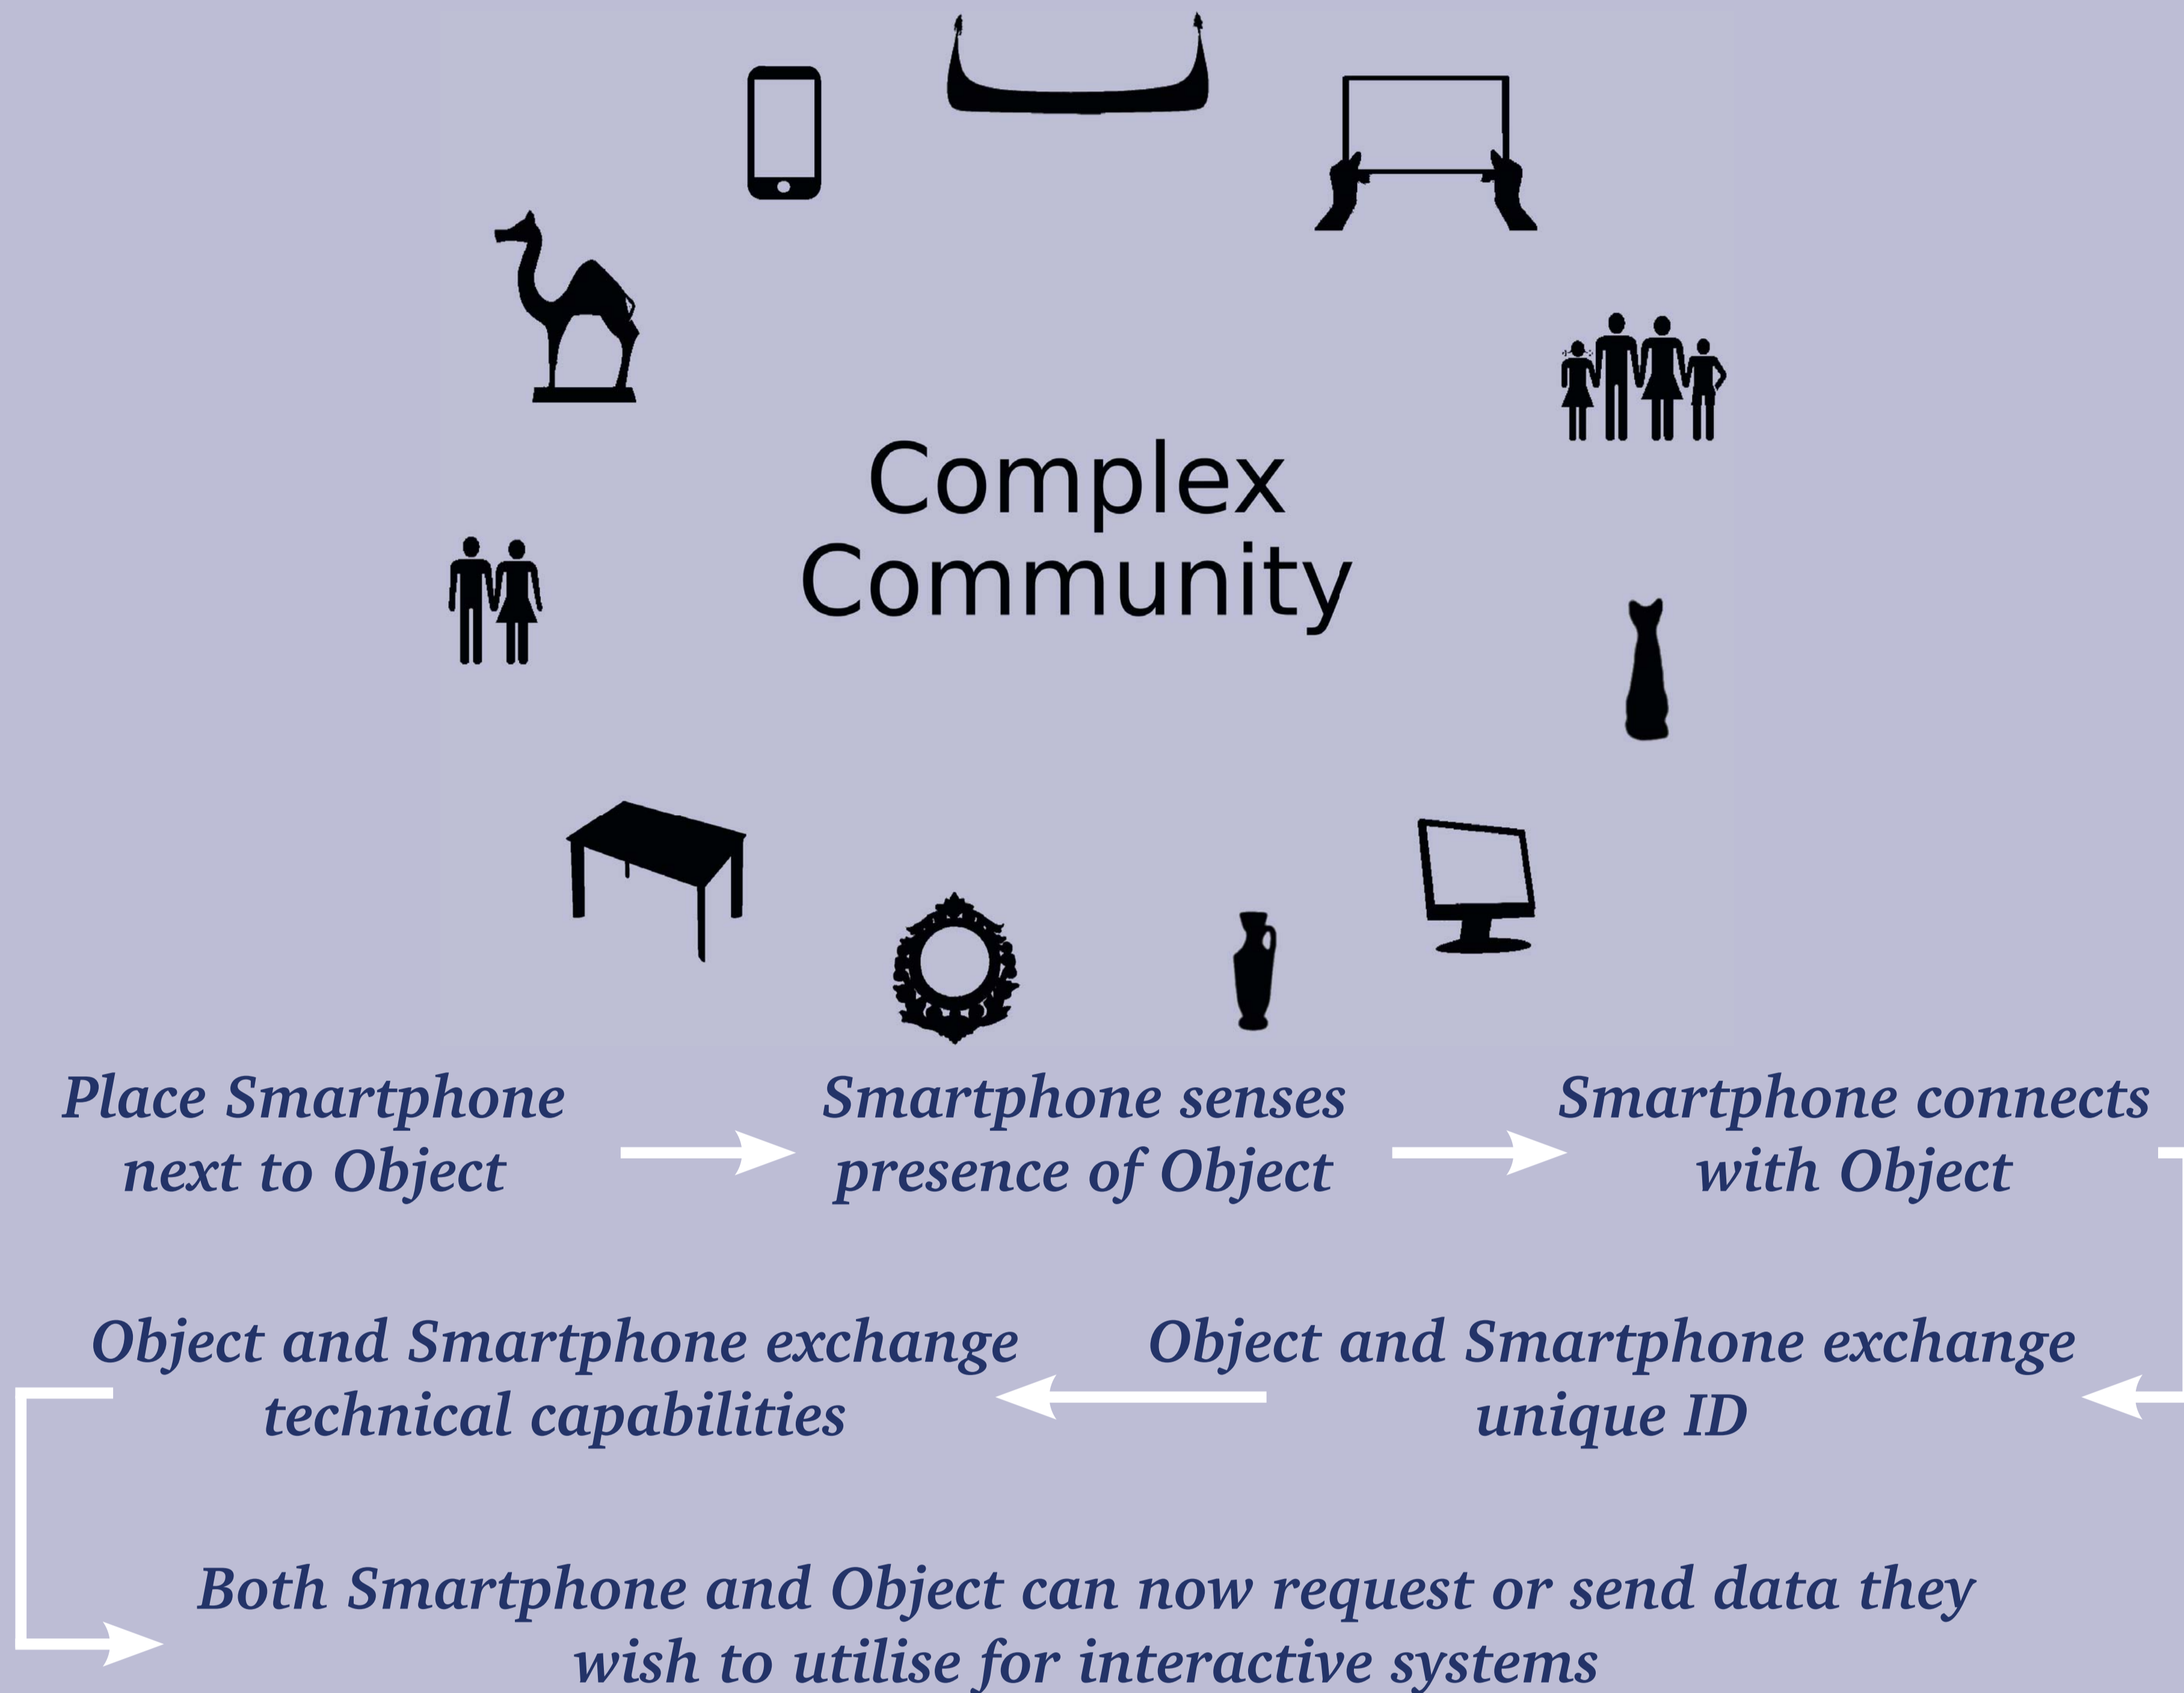 Complex
Community
Place Smartphone
next to Object
Smartphone senses
presence of Object
Smartphone connects
with Object
Object and Smartphone exchange
unique ID
Object and Smartphone exchange
technical capabilities
Both Smartphone and Object can now request or send data they
wish to utilise for interactive systems